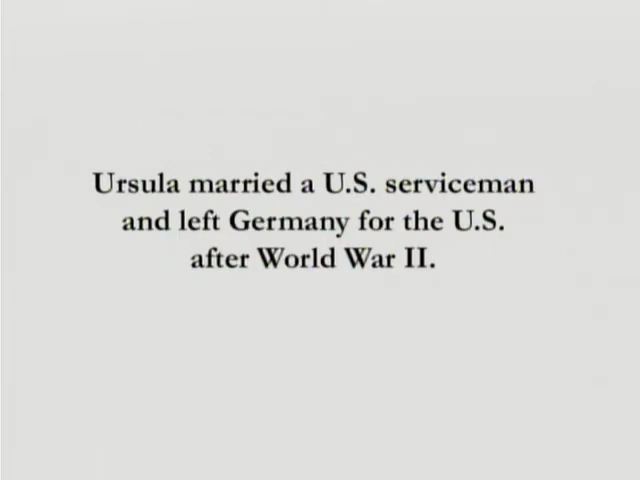 Ursula married a U.S. serviceman
and left Germany for the U.S.
after World War II.